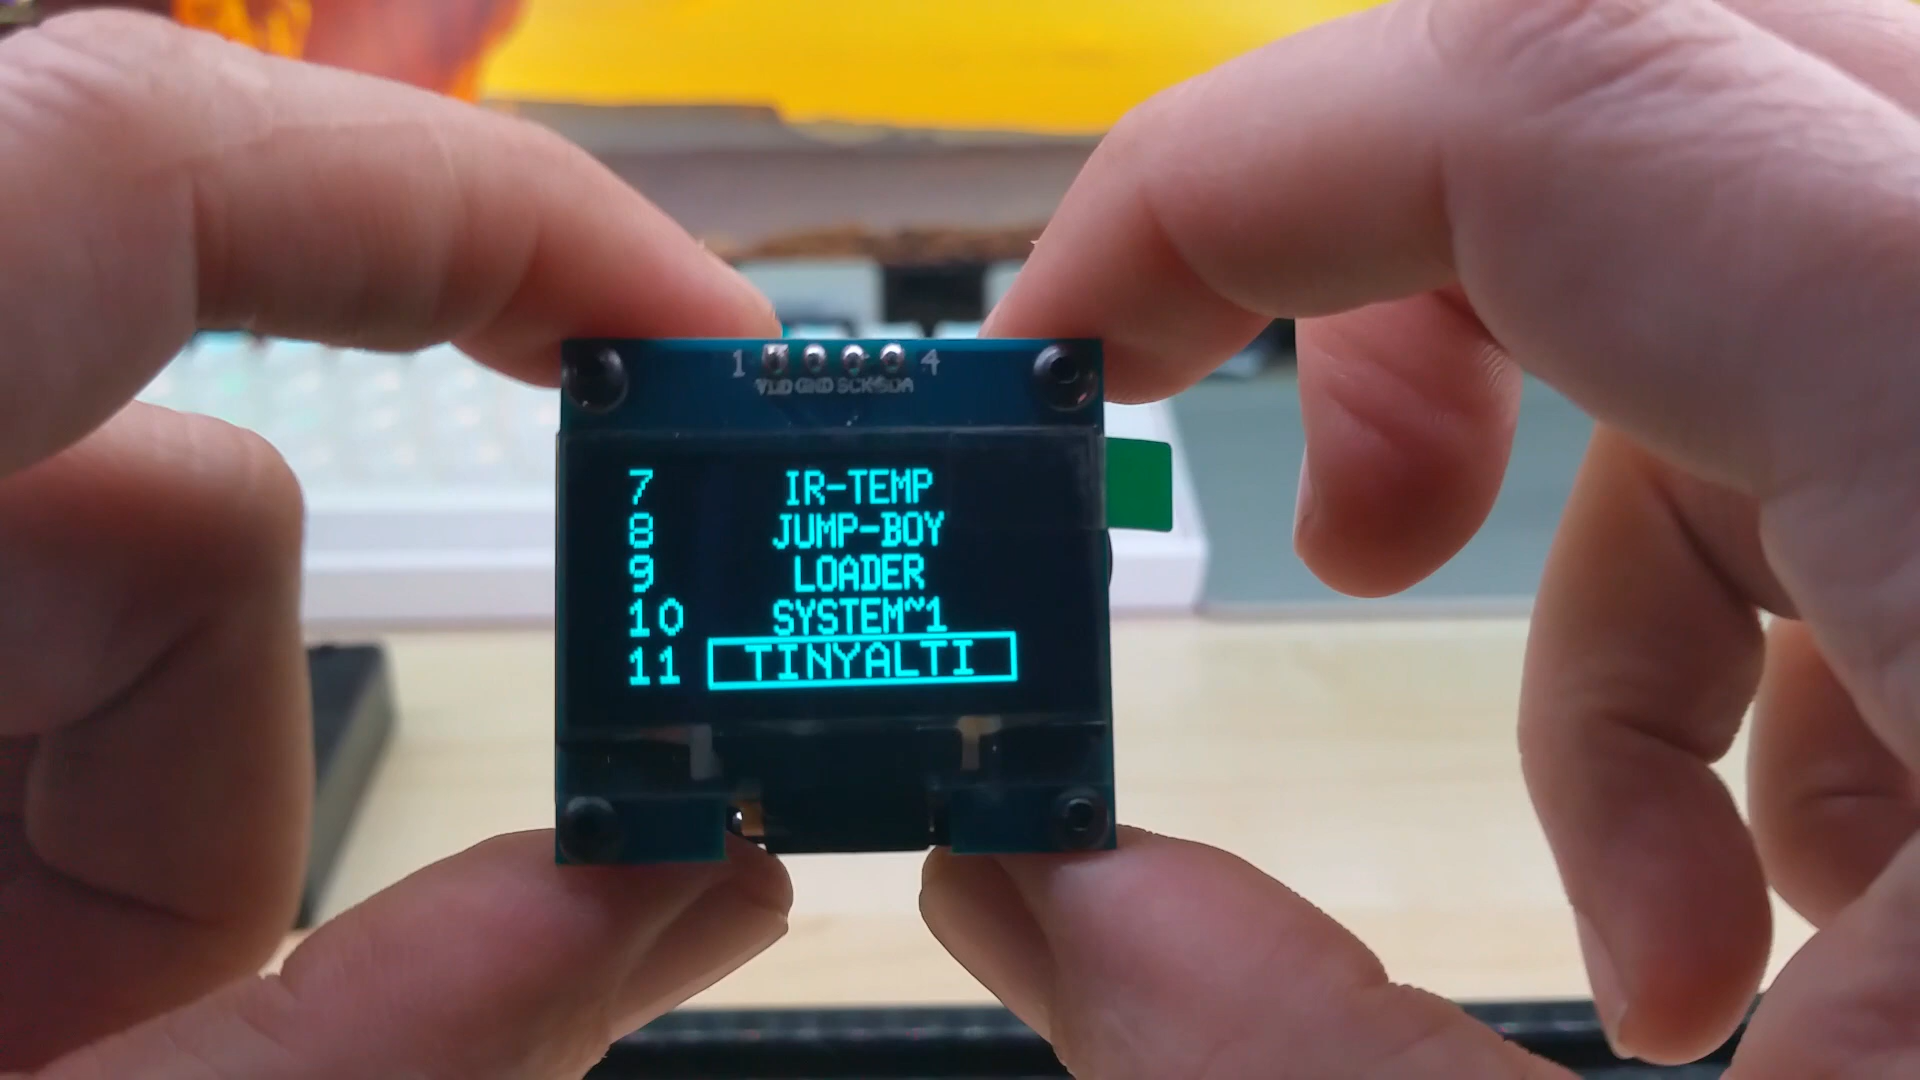 1 4
VDD GND SCK SDA
7 IR-TEMP
8 JUMP-BOY
9 LOADER
10 SYSTEM~1
11 TINYALTI